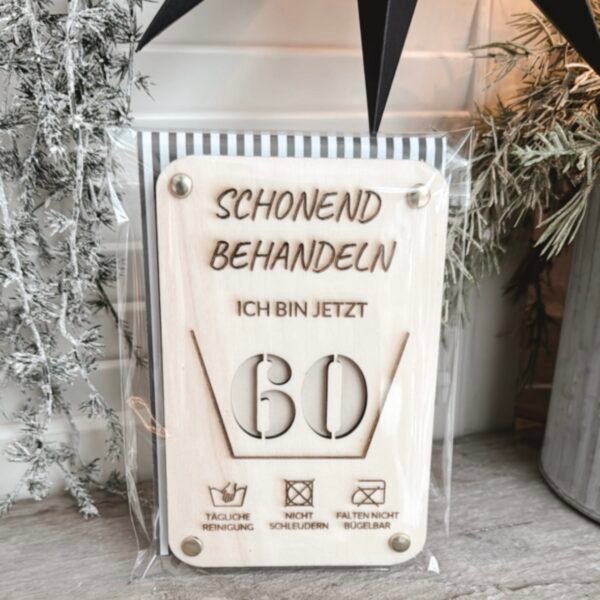 SCHONEND
BEHANDELN
ICH BIN JETZT
60
TÄGLICHE
REINIGUNG
NICHT
SCHLEUDERN
FALTEN NICHT
BÜGELBAR